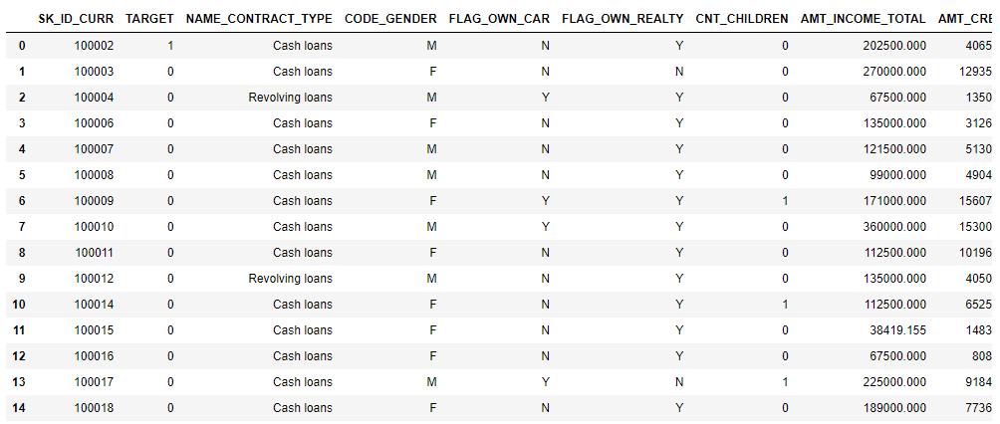 SK_ID_CURR TARGET NAME_CONTRACT_TYPE CODE_GENDER FLAG_OWN_CAR FLAG_OWN_REALTY CNT_CHILDREN AMT_INCOME_TOTAL AMT_CRE
0 100002 1 Cash loans M N Y 0 202500.000 4065
1 100003 0 Cash loans F N N 0 270000.000 12935
2 100004 0 Revolving loans M Y Y 0 67500.000 1350
3 100006 0 Cash loans F N Y 0 135000.000 3126
4 100007 0 Cash loans M N Y 0 121500.000 5130
5 100008 0 Cash loans M N Y 0 99000.000 4904
6 100009 0 Cash loans F Y Y 1 171000.000 15607
7 100010 0 Cash loans M Y Y 0 360000.000 15300
8 100011 0 Cash loans F N Y 0 112500.000 10196
9 100012 0 Revolving loans M N Y 0 135000.000 4050
10 100014 0 Cash loans F N Y 1 112500.000 6525
11 100015 0 Cash loans F N Y 0 38419.155 1483
12 100016 0 Cash loans F N Y 0 67500.000 808
13 100017 0 Cash loans M Y N 1 225000.000 9184
14 100018 0 Cash loans F N Y 0 189000.000 7736